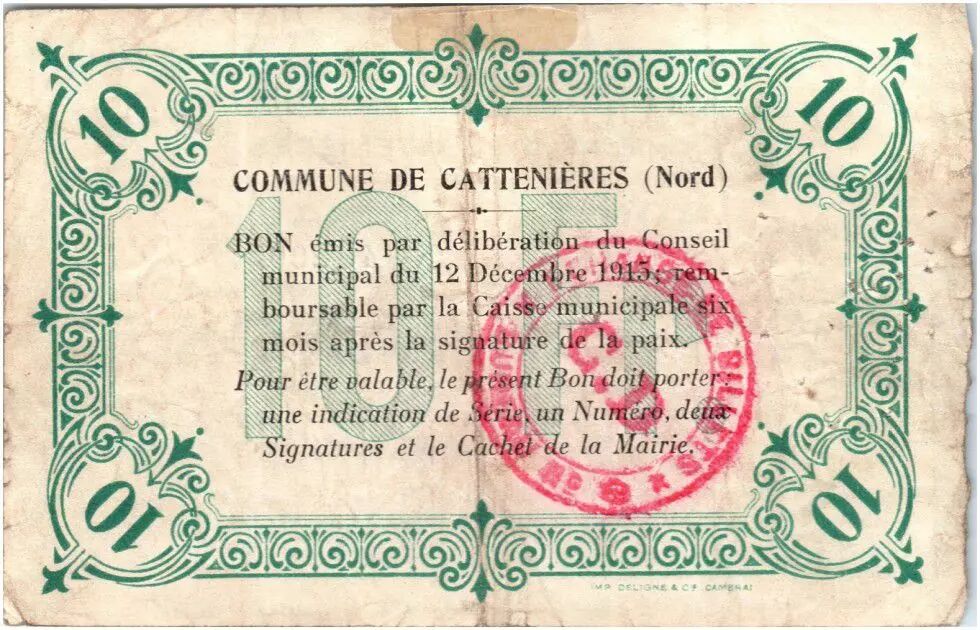 10 10
COMMUNE DE CATTENIÈRES (Nord)
10 Fr
BON émis par délibération du Conseil
municipal du 12 Décembre 1915; rem-
boursable par la Caisse municipale six
mois après la signature de la paix.
Pour être valable, le présent Bon doit porter:
une indication de Série, un Numéro, deux
Signatures et le Cachet de la Mairie.
10 10
IMP. DELIGNE & Cie CAMBRAI